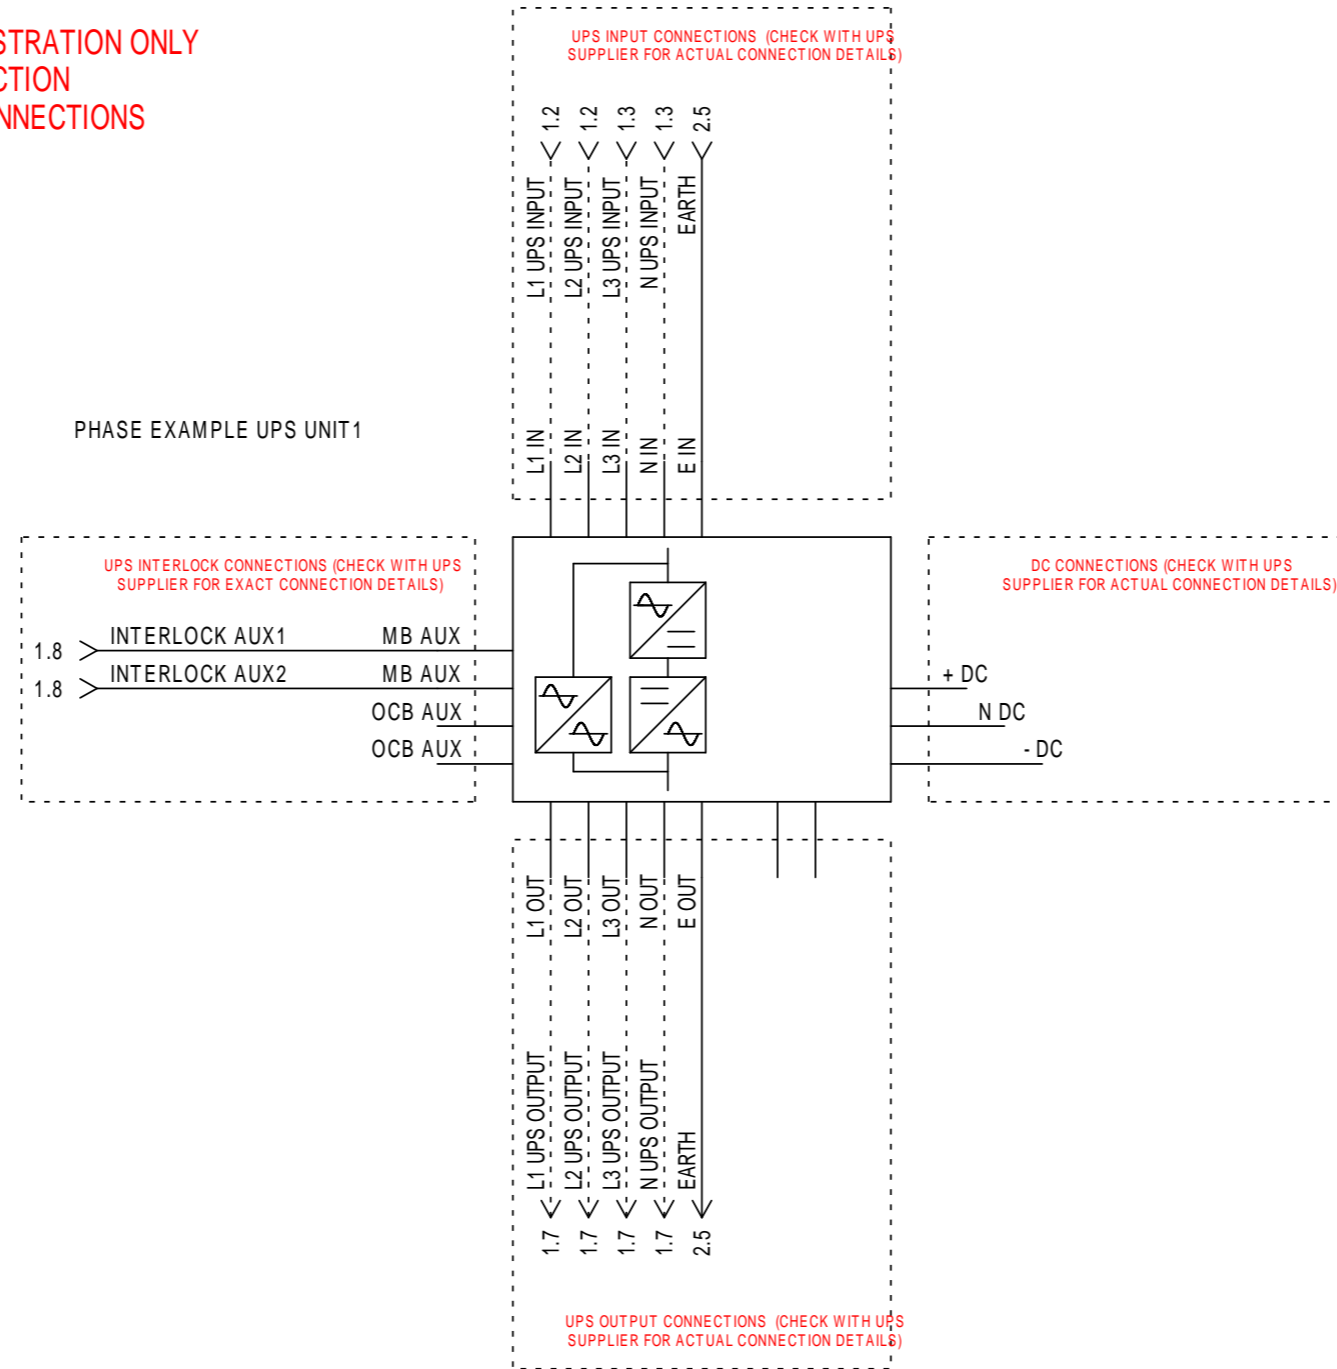 STRATION ONLY
CTION
NNECTIONS
UPS INPUT CONNECTIONS (CHECK WITH UPS
SUPPLIER FOR ACTUAL CONNECTION DETAILS)
1.2
1.2
1.3
1.3
2.5
L1 UPS INPUT
L2 UPS INPUT
L3 UPS INPUT
N UPS INPUT
EARTH
PHASE EXAMPLE UPS UNIT1
L1 IN
L2 IN
L3 IN
N IN
E IN
UPS INTERLOCK CONNECTIONS (CHECK WITH UPS
SUPPLIER FOR EXACT CONNECTION DETAILS)
1.8
INTERLOCK AUX1
MB AUX
1.8
INTERLOCK AUX2
MB AUX
OCB AUX
OCB AUX
DC CONNECTIONS (CHECK WITH UPS
SUPPLIER FOR ACTUAL CONNECTION DETAILS)
+ DC
N DC
- DC
L1 OUT
L2 OUT
L3 OUT
N OUT
E OUT
L1 UPS OUTPUT
L2 UPS OUTPUT
L3 UPS OUTPUT
N UPS OUTPUT
EARTH
1.7
1.7
1.7
1.7
2.5
UPS OUTPUT CONNECTIONS (CHECK WITH UPS
SUPPLIER FOR ACTUAL CONNECTION DETAILS)